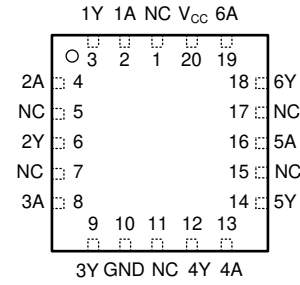 1Y 1A NC VCC 6A
3 2 1 20 19
2A 4 18 6Y
NC 5 17 NC
2Y 6 16 5A
NC 7 15 NC
3A 8 14 5Y
9 10 11 12 13
3Y GND NC 4Y 4A